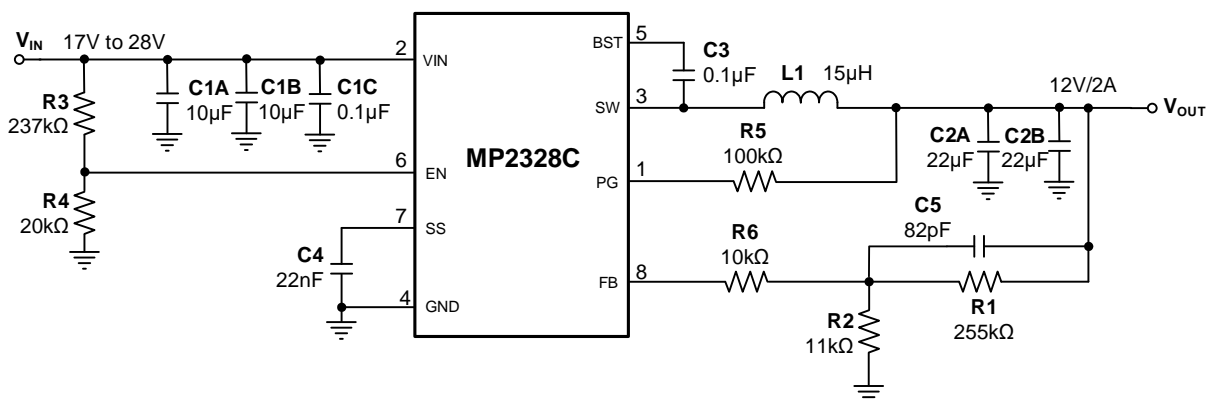 VIN 17V to 28V
2
VIN
R3
237kΩ
C1A
10µF
C1B
10µF
C1C
0.1µF
6
EN
R4
20kΩ
7
SS
C4
22nF
4
GND
MP2328C
BST
5
C3
0.1µF
SW
3
L1 15µH
12V/2A
VOUT
R5
100kΩ
PG
1
C2A
22µF
C2B
22µF
C5
82pF
R6
10kΩ
FB
8
R2
11kΩ
R1
255kΩ